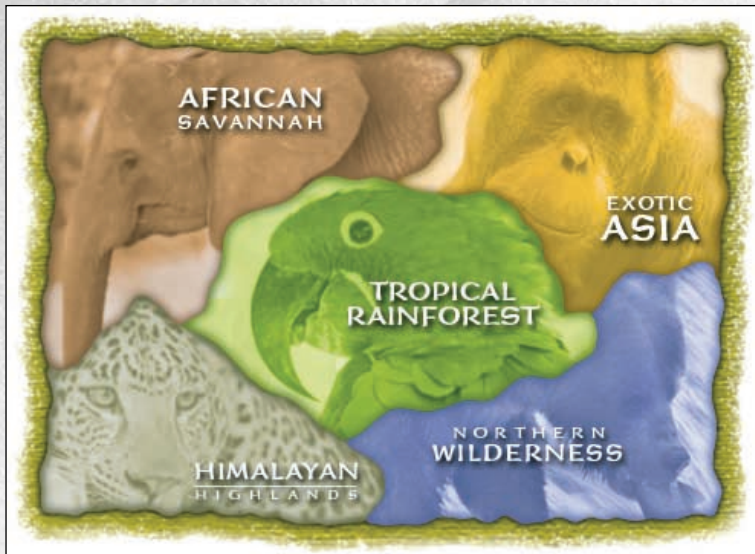 AFRICAN
SAVANNAH
EXOTIC
ASIA
TROPICAL
RAINFOREST
NORTHERN
WILDERNESS
HIMALAYAN
HIGHLANDS